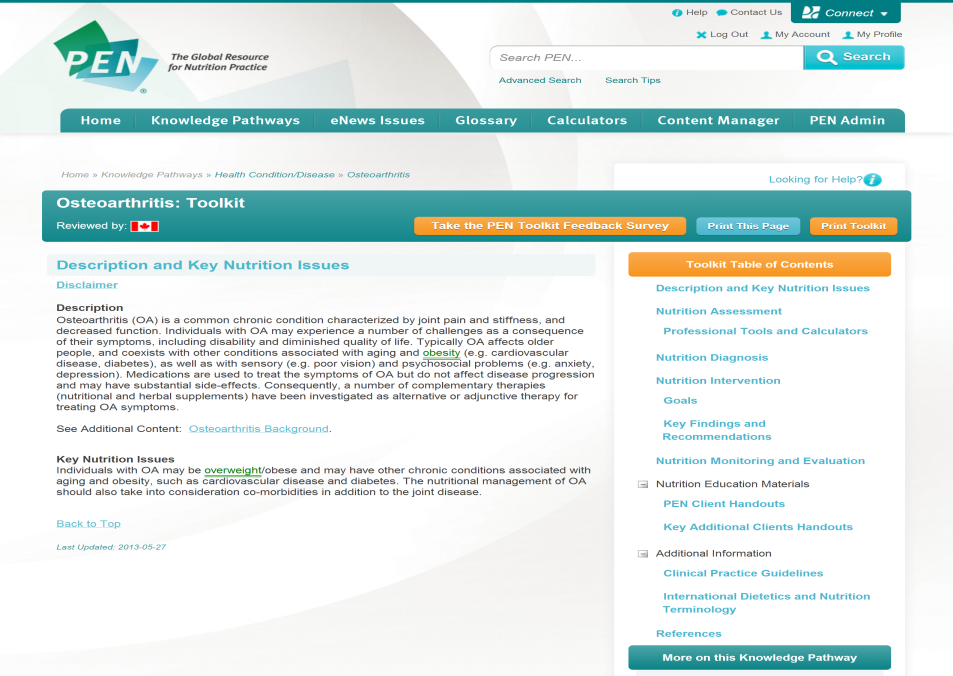 Help Contact Us Connect
Log Out My Account My Profile
PEN ®
The Global Resource
for Nutrition Practice
Search PEN... Search
Advanced Search Search Tips
Home Knowledge Pathways eNews Issues Glossary Calculators Content Manager PEN Admin
Home » Knowledge Pathways » Health Condition/Disease » Osteoarthritis
Looking for Help?
Osteoarthritis: Toolkit
Reviewed by:
Take the PEN Toolkit Feedback Survey Print This Page Print Toolkit
Description and Key Nutrition Issues
Disclaimer
Description
Osteoarthritis (OA) is a common chronic condition characterized by joint pain and stiffness, and
decreased function. Individuals with OA may experience a number of challenges as a consequence
of their symptoms, including disability and diminished quality of life. Typically OA affects older
people, and coexists with other conditions associated with aging and obesity (e.g. cardiovascular
disease, diabetes), as well as with sensory (e.g. poor vision) and psychosocial problems (e.g. anxiety,
depression). Medications are used to treat the symptoms of OA but do not affect disease progression
and may have substantial side-effects. Consequently, a number of complementary therapies
(nutritional and herbal supplements) have been investigated as alternative or adjunctive therapy for
treating OA symptoms.
See Additional Content: Osteoarthritis Background.
Key Nutrition Issues
Individuals with OA may be overweight/obese and may have other chronic conditions associated with
aging and obesity, such as cardiovascular disease and diabetes. The nutritional management of OA
should also take into consideration co-morbidities in addition to the joint disease.
Back to Top
Last Updated: 2013-05-27
Toolkit Table of Contents
Description and Key Nutrition Issues
Nutrition Assessment
Professional Tools and Calculators
Nutrition Diagnosis
Nutrition Intervention
Goals
Key Findings and
Recommendations
Nutrition Monitoring and Evaluation
Nutrition Education Materials
PEN Client Handouts
Key Additional Clients Handouts
Additional Information
Clinical Practice Guidelines
International Dietetics and Nutrition
Terminology
References
More on this Knowledge Pathway